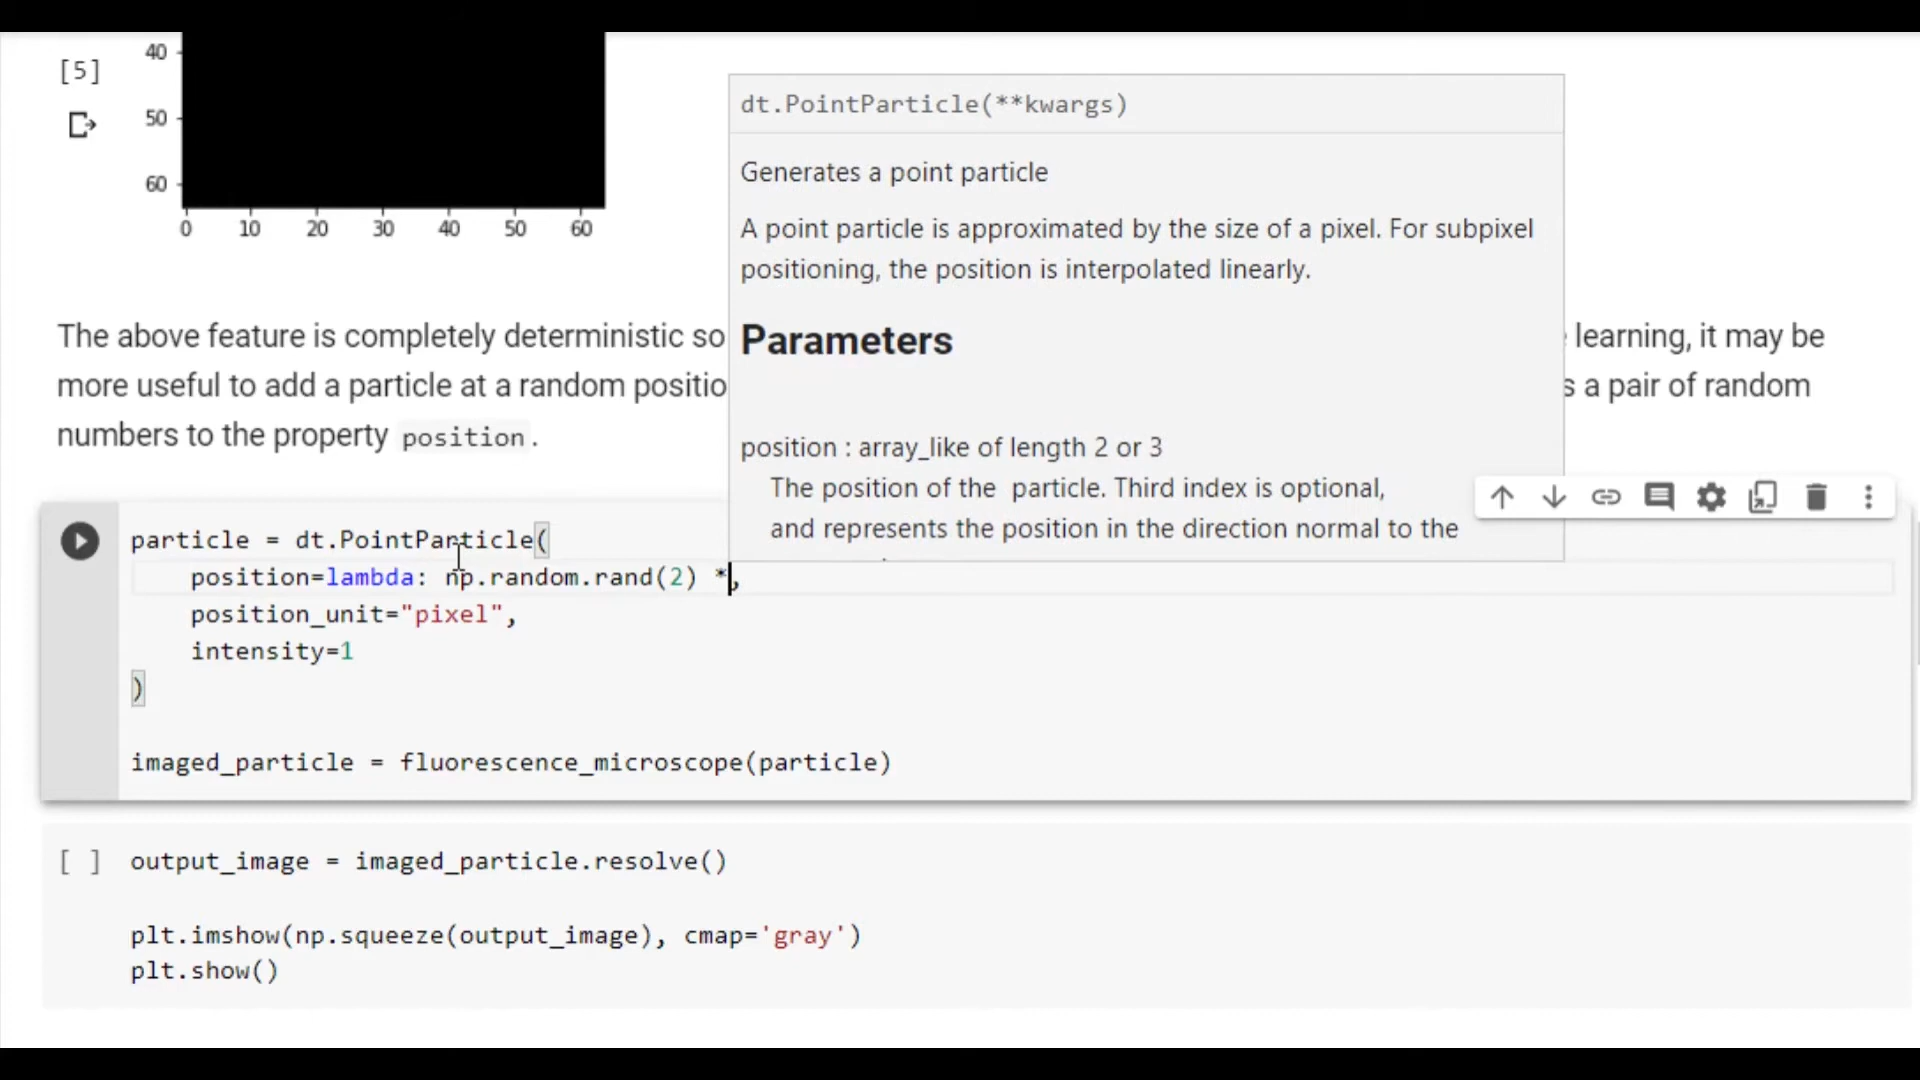 40
[5]
50
60
0 10 20 30 40 50 60
dt.PointParticle(**kwargs)
Generates a point particle
A point particle is approximated by the size of a pixel. For subpixel
positioning, the position is interpolated linearly.
Parameters
position : array_like of length 2 or 3
The position of the particle. Third index is optional,
and represents the position in the direction normal to the
The above feature is completely deterministic so learning, it may be
more useful to add a particle at a random positio s a pair of random
numbers to the property position.
particle = dt.PointParticle(
position=lambda: np.random.rand(2) *,
position_unit="pixel",
intensity=1
)
imaged_particle = fluorescence_microscope(particle)
[ ] output_image = imaged_particle.resolve()
plt.imshow(np.squeeze(output_image), cmap='gray')
plt.show()